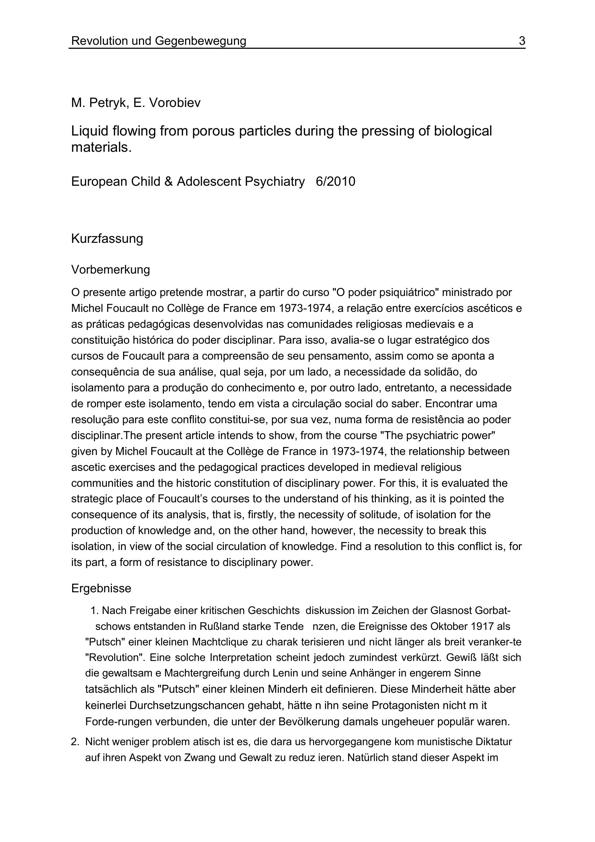 Revolution und Gegenbewegung 3
M. Petryk, E. Vorobiev
Liquid flowing from porous particles during the pressing of biological
materials.
European Child & Adolescent Psychiatry 6/2010
Kurzfassung
Vorbemerkung
O presente artigo pretende mostrar, a partir do curso "O poder psiquiátrico" ministrado por
Michel Foucault no Collège de France em 1973-1974, a relação entre exercícios ascéticos e
as práticas pedagógicas desenvolvidas nas comunidades religiosas medievais e a
constituição histórica do poder disciplinar. Para isso, avalia-se o lugar estratégico dos
cursos de Foucault para a compreensão de seu pensamento, assim como se aponta a
consequência de sua análise, qual seja, por um lado, a necessidade da solidão, do
isolamento para a produção do conhecimento e, por outro lado, entretanto, a necessidade
de romper este isolamento, tendo em vista a circulação social do saber. Encontrar uma
resolução para este conflito constitui-se, por sua vez, numa forma de resistência ao poder
disciplinar.The present article intends to show, from the course "The psychiatric power"
given by Michel Foucault at the Collège de France in 1973-1974, the relationship between
ascetic exercises and the pedagogical practices developed in medieval religious
communities and the historic constitution of disciplinary power. For this, it is evaluated the
strategic place of Foucault's courses to the understand of his thinking, as it is pointed the
consequence of its analysis, that is, firstly, the necessity of solitude, of isolation for the
production of knowledge and, on the other hand, however, the necessity to break this
isolation, in view of the social circulation of knowledge. Find a resolution to this conflict is, for
its part, a form of resistance to disciplinary power.
Ergebnisse
1. Nach Freigabe einer kritischen Geschichts diskussion im Zeichen der Glasnost Gorbat-
schows entstanden in Rußland starke Tende nzen, die Ereignisse des Oktober 1917 als
"Putsch" einer kleinen Machtclique zu charak terisieren und nicht länger als breit veranker-te
"Revolution". Eine solche Interpretation scheint jedoch zumindest verkürzt. Gewiß läßt sich
die gewaltsam e Machtergreifung durch Lenin und seine Anhänger in engerem Sinne
tatsächlich als "Putsch" einer kleinen Minderh eit definieren. Diese Minderheit hätte aber
keinerlei Durchsetzungschancen gehabt, hätte n ihn seine Protagonisten nicht m it
Forde-rungen verbunden, die unter der Bevölkerung damals ungeheuer populär waren.
2. Nicht weniger problem atisch ist es, die dara us hervorgegangene kom munistische Diktatur
auf ihren Aspekt von Zwang und Gewalt zu reduz ieren. Natürlich stand dieser Aspekt im